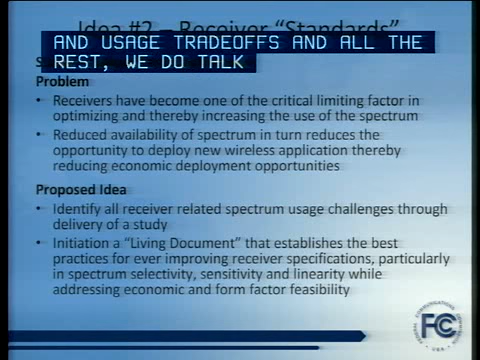 Idea #2 – Receiver "Standards"
AND USAGE TRADEOFFS AND ALL THE
REST, WE DO TALK
Problem
• Receivers have become one of the critical limiting factor in
optimizing and thereby increasing the use of the spectrum
• Reduced availability of spectrum in turn reduces the
opportunity to deploy new wireless application thereby
reducing economic deployment opportunities
Proposed Idea
• Identify all receiver related spectrum usage challenges through
delivery of a study
• Initiation a "Living Document" that establishes the best
practices for ever improving receiver specifications, particularly
in spectrum selectivity, sensitivity and linearity while
addressing economic and form factor feasibility
FEDERAL COMMUNICATIONS COMMISSION
FCC
USA